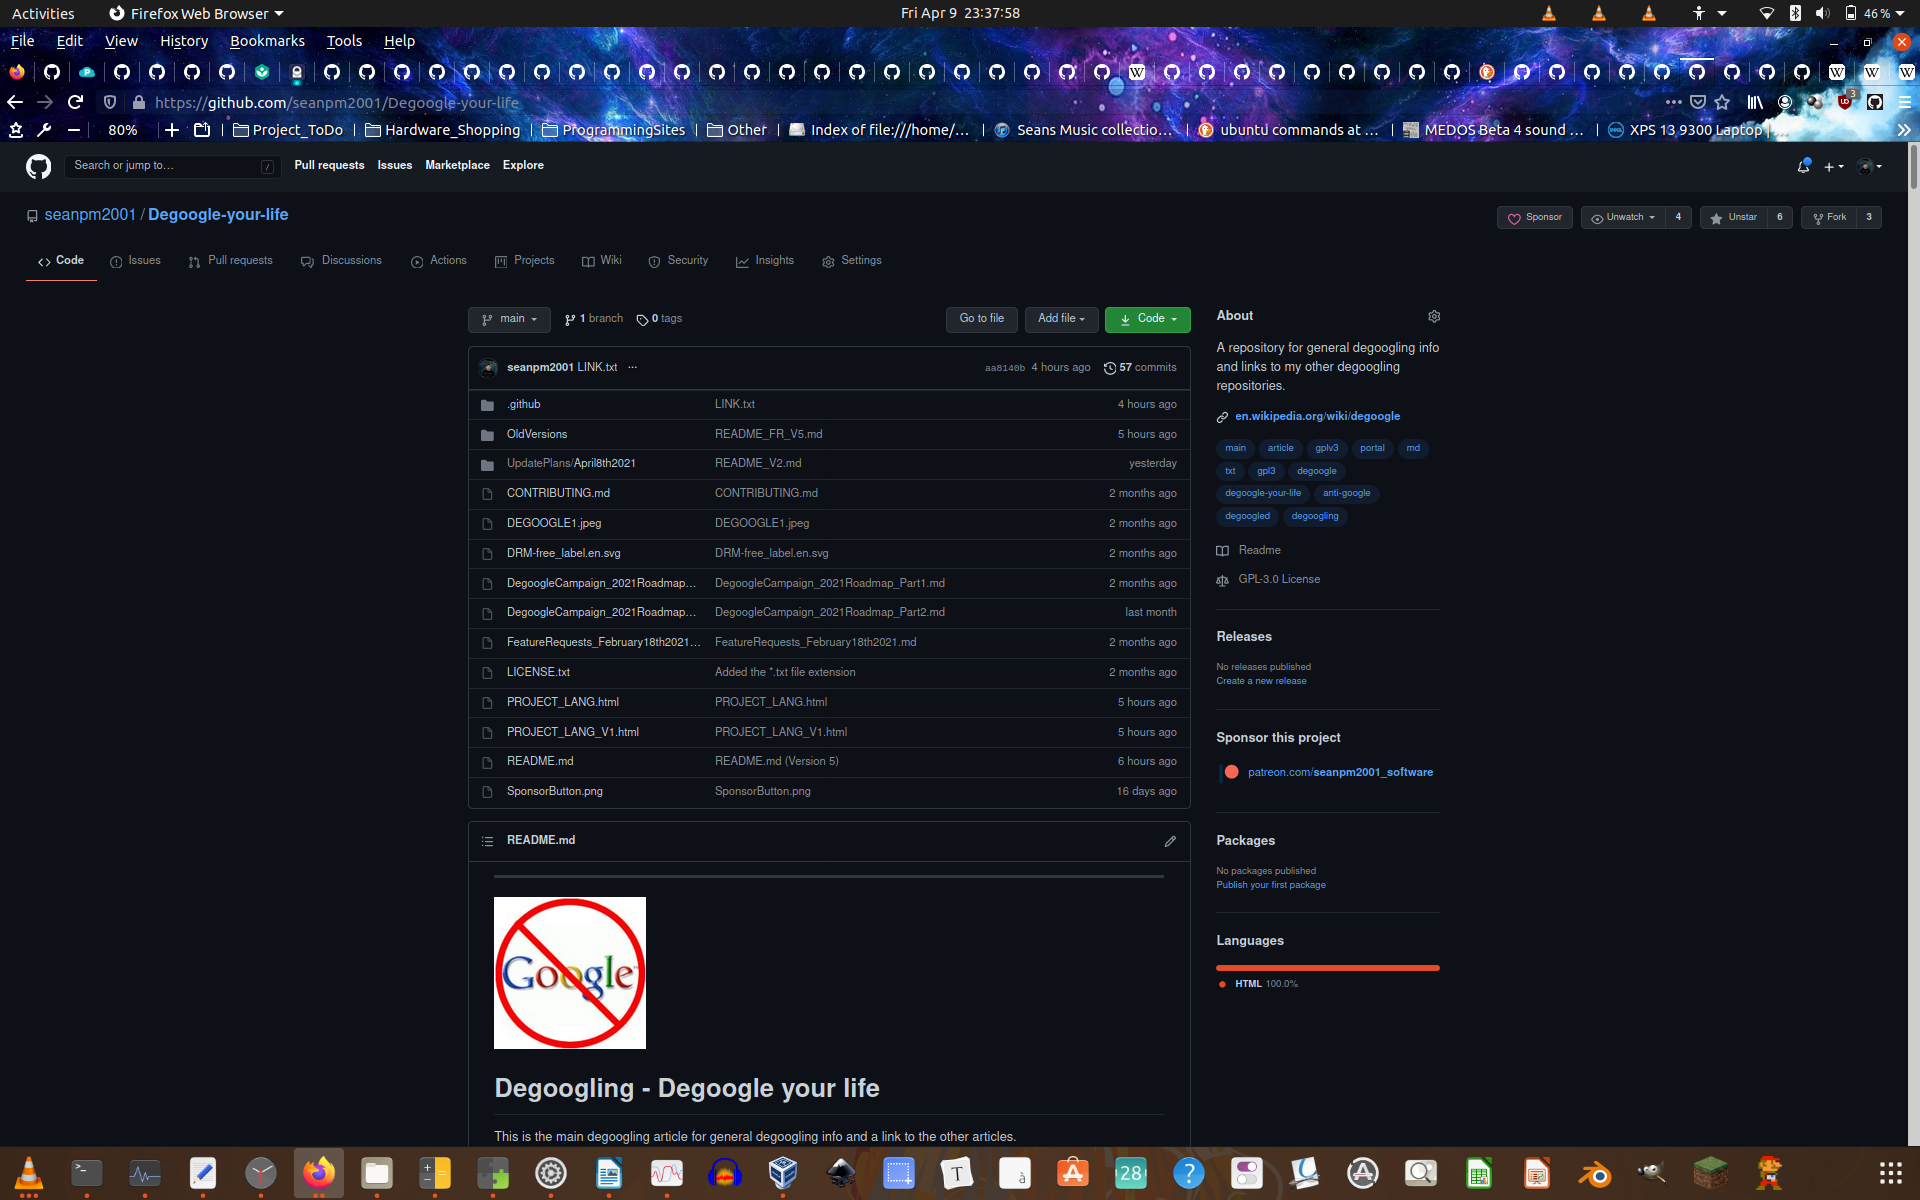 Activities Firefox Web Browser Fri Apr 9 23:37:58 46 %
File Edit View History Bookmarks Tools Help
https://github.com/seanpm2001/Degoogle-your-life 3
80% Project_ToDo Hardware_Shopping ProgrammingSites Other Index of file:///home/... Seans Music collectio... ubuntu commands at ... MEDOS Beta 4 sound ... XPS 13 9300 Laptop |
Search or jump to... / Pull requests Issues Marketplace Explore
seanpm2001 / Degoogle-your-life Sponsor Unwatch 4 Unstar 6 Fork 3
Code Issues Pull requests Discussions Actions Projects Wiki Security Insights Settings
main 1 branch 0 tags Go to file Add file Code
seanpm2001 LINK.txt ... aa8140b 4 hours ago 57 commits
.github LINK.txt 4 hours ago
OldVersions README_FR_V5.md 5 hours ago
UpdatePlans/April8th2021 README_V2.md yesterday
CONTRIBUTING.md CONTRIBUTING.md 2 months ago
DEGOOGLE1.jpeg DEGOOGLE1.jpeg 2 months ago
DRM-free_label.en.svg DRM-free_label.en.svg 2 months ago
DegoogleCampaign_2021Roadmap... DegoogleCampaign_2021Roadmap_Part1.md 2 months ago
DegoogleCampaign_2021Roadmap... DegoogleCampaign_2021Roadmap_Part2.md last month
FeatureRequests_February18th2021... FeatureRequests_February18th2021.md 2 months ago
LICENSE.txt Added the *.txt file extension 2 months ago
PROJECT_LANG.html PROJECT_LANG.html 5 hours ago
PROJECT_LANG_V1.html PROJECT_LANG_V1.html 5 hours ago
README.md README.md (Version 5) 6 hours ago
SponsorButton.png SponsorButton.png 16 days ago
README.md
Google
Degoogling - Degoogle your life
This is the main degoogling article for general degoogling info and a link to the other articles.
About
A repository for general degoogling info
and links to my other degoogling
repositories.
en.wikipedia.org/wiki/degoogle
main article gplv3 portal md
txt gpl3 degoogle
degoogle-your-life anti-google
degoogled degoogling
Readme
GPL-3.0 License
Releases
No releases published
Create a new release
Sponsor this project
patreon.com/seanpm2001_software
Packages
No packages published
Publish your first package
Languages
HTML 100.0%
28